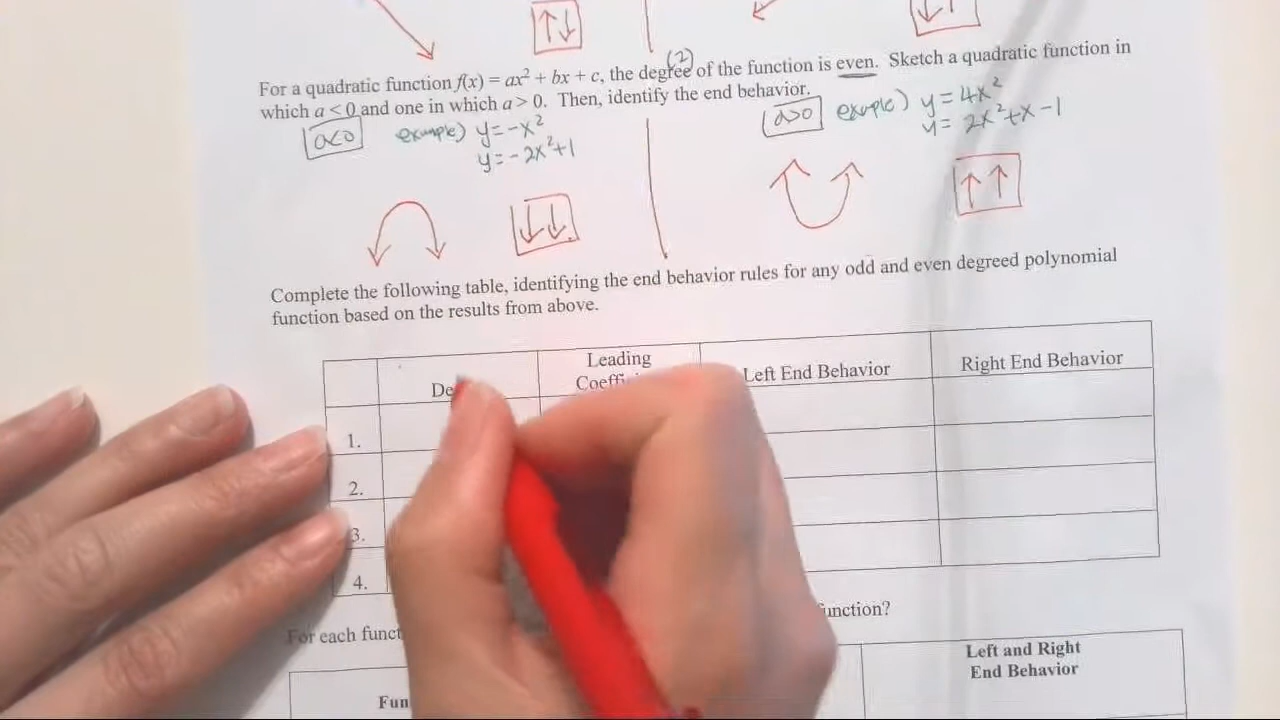 (2)
For a quadratic function f(x) = ax² + bx + c, the degree of the function is even. Sketch a quadratic function in
which a < 0 and one in which a > 0. Then, identify the end behavior.
a<0 example) y=-x²
y=-2x²+1
a>0 example) y=4x²
y=2x²+x-1
Complete the following table, identifying the end behavior rules for any odd and even degreed polynomial
function based on the results from above.
Leading
Left End Behavior Right End Behavior
1.
2.
3.
4.
For each
Left and Right
End Behavior